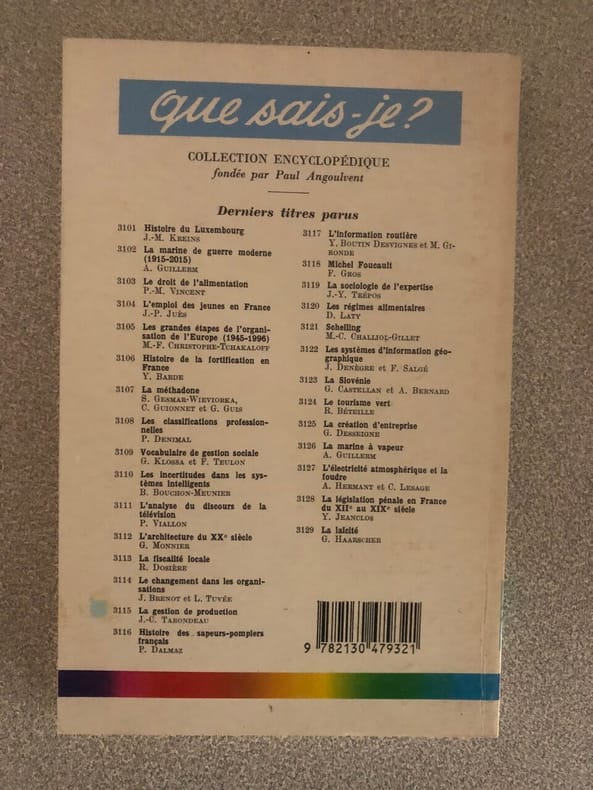 que sais-je?
COLLECTION ENCYCLOPÉDIQUE
fondée par Paul Angoulvent
Derniers titres parus
3101 Histoire du Luxembourg
J.-M. KREINS
3102 La marine de guerre moderne
(1915-2015)
A. GUILLERM
3103 Le droit de l'alimentation
P.-M. VINCENT
3104 L'emploi des jeunes en France
J.-P. JUÈS
3105 Les grandes étapes de l'organi-
sation de l'Europe (1945-1996)
M.-F. CHRISTOPHE-TCHAKALOFF
3106 Histoire de la fortification en
France
Y. BARDE
3107 La méthadone
S. GESMAR-WIEVIORKA,
C. GUIONNET et G. GUIS
3108 Les classifications profession-
nelles
P. DENIMAL
3109 Vocabulaire de gestion sociale
G. KLOSSA et F. TEULON
3110 Les incertitudes dans les sys-
tèmes intelligents
B. BOUCHON-MEUNIER
3111 L'analyse du discours de la
télévision
P. VIALLON
3112 L'architecture du XXe siècle
G. MONNIER
3113 La fiscalité locale
R. DOSIÈRE
3114 Le changement dans les organi-
sations
J. BRENOT et L. TUVÉE
3115 La gestion de production
J.-C. TARONDEAU
3116 Histoire des sapeurs-pompiers
français
P. DALMAZ
3117 L'information routière
Y. BOUTIN DESVIGNES et M. GI-
RONDE
3118 Michel Foucault
F. GROS
3119 La sociologie de l'expertise
J.-Y. TRÉPOS
3120 Les régimes alimentaires
D. LATY
3121 Schelling
M.-C. CHALLIOL-GILLET
3122 Les systèmes d'information géo-
graphique
J. DENÈGRE et F. SALGÉ
3123 La Slovénie
G. CASTELLAN et A. BERNARD
3124 Le tourisme vert
R. BÉTEILLE
3125 La création d'entreprise
G. DESSEIGNE
3126 La marine à vapeur
A. GUILLERM
3127 L'électricité atmosphérique et la
foudre
A. HERMANT et C. LESAGE
3128 La législation pénale en France
du XIIe au XIXe siècle
Y. JEANCLOS
3129 La laïcité
G. HAARSCHER
9 782130 479321